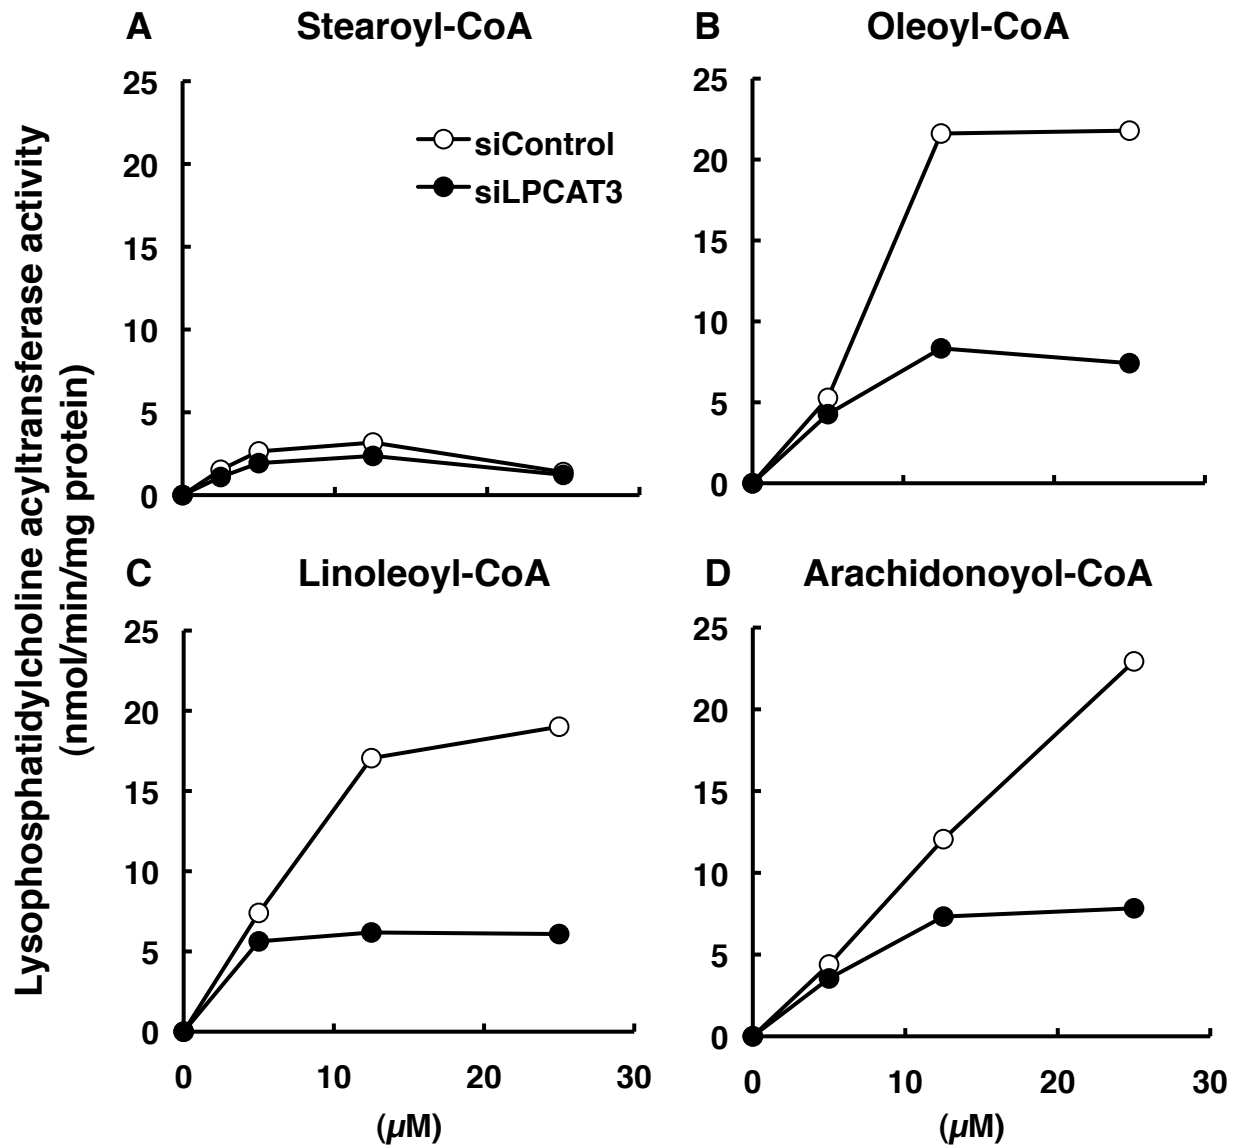 A Stearoyl-CoA
25
20
15
10
5
0
siControl
siLPCAT3
B Oleoyl-CoA
25
20
15
10
5
0
Lysophosphatidylcholine acyltransferase activity
(nmol/min/mg protein)
C Linoleoyl-CoA
25
20
15
10
5
0
0 10 20 30
(µM)
D Arachidonoyol-CoA
25
20
15
10
5
0
0 10 20 30
(µM)